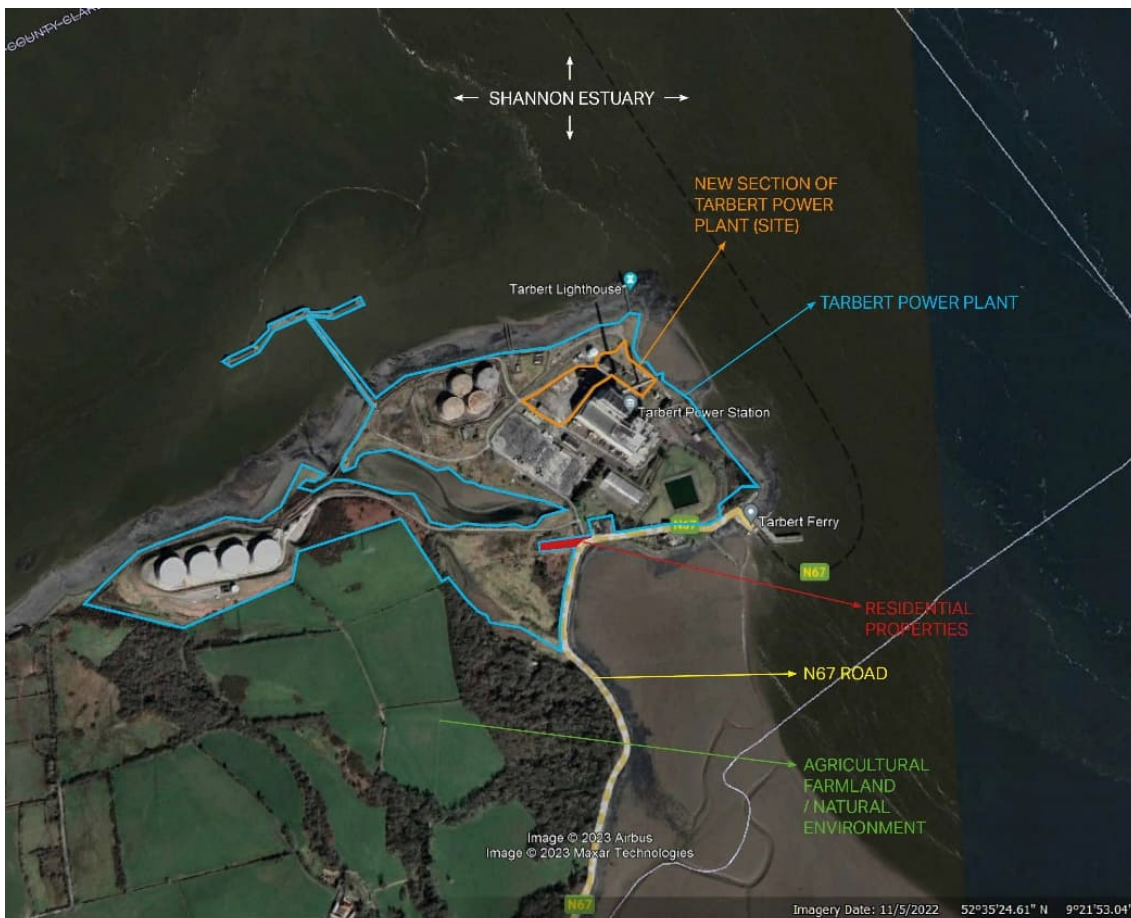 COUNTY CLARE
SHANNON ESTUARY
NEW SECTION OF
TARBERT POWER
PLANT (SITE)
Tarbert Lighthouse
TARBERT POWER PLANT
Tarbert Power Station
N67
Tarbert Ferry
N67
RESIDENTIAL
PROPERTIES
N67 ROAD
AGRICULTURAL
FARMLAND
/ NATURAL
ENVIRONMENT
Image © 2023 Airbus
Image © 2023 Maxar Technologies
N67
Imagery Date: 11/5/2022 52°35'24.61" N 9°21'53.04"